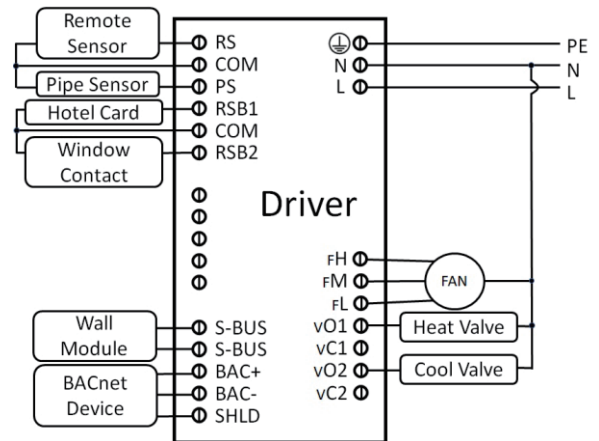 Remote
Sensor
Pipe Sensor
Hotel Card
Window
Contact
Wall
Module
BACnet
Device
RS
COM
PS
RSB1
COM
RSB2
S-BUS
S-BUS
BAC+
BAC-
SHLD
Driver
N
L
FH
FM
FL
VO1
VC1
VO2
VC2
PE
N
L
FAN
Heat Valve
Cool Valve